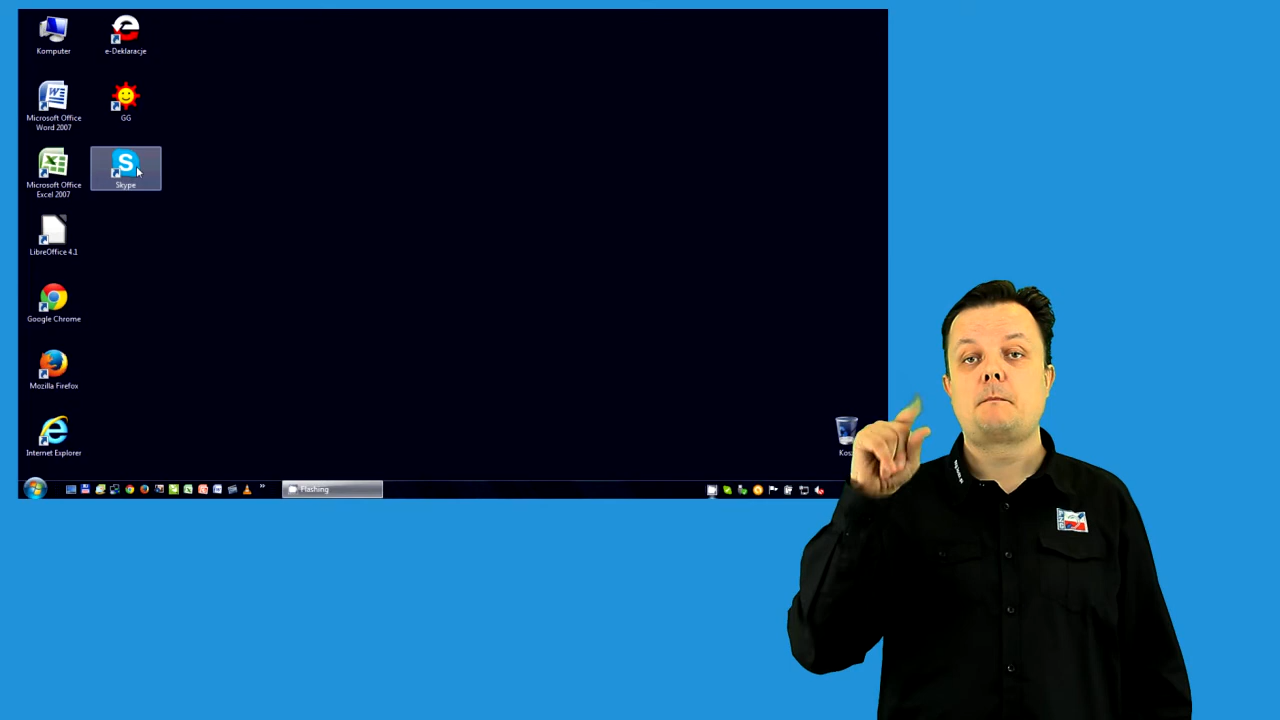 Komputer
e-Deklaracje
Microsoft Office
Word 2007
GG
Microsoft Office
Excel 2007
Skype
LibreOffice 4.1
Google Chrome
Mozilla Firefox
Internet Explorer
Flashing